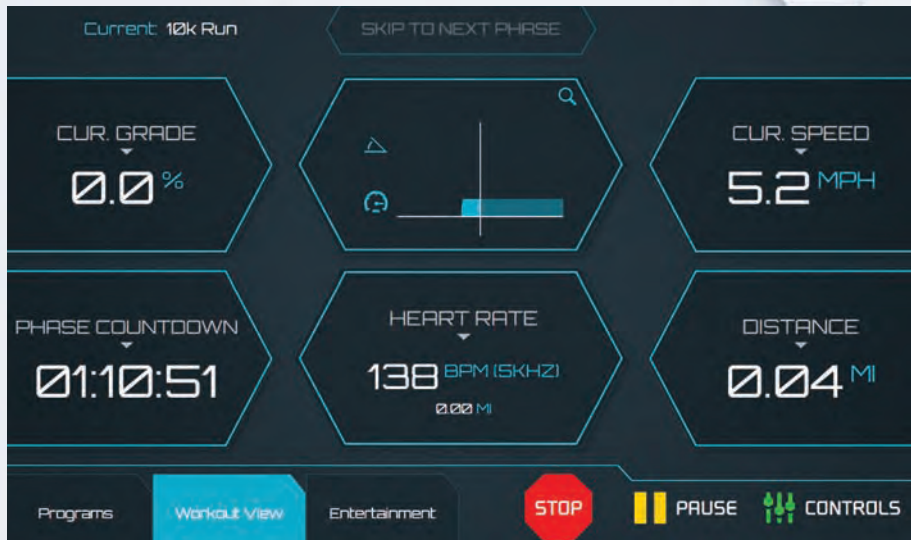 Current: 10k Run
SKIP TO NEXT PHASE
CUR. GRADE
0.0 %
CUR. SPEED
5.2 MPH
PHASE COUNTDOWN
01:10:51
HEART RATE
138 BPM (5KHZ)
0.00 MI
DISTANCE
0.04 MI
Programs
Workout View
Entertainment
STOP
PAUSE
CONTROLS